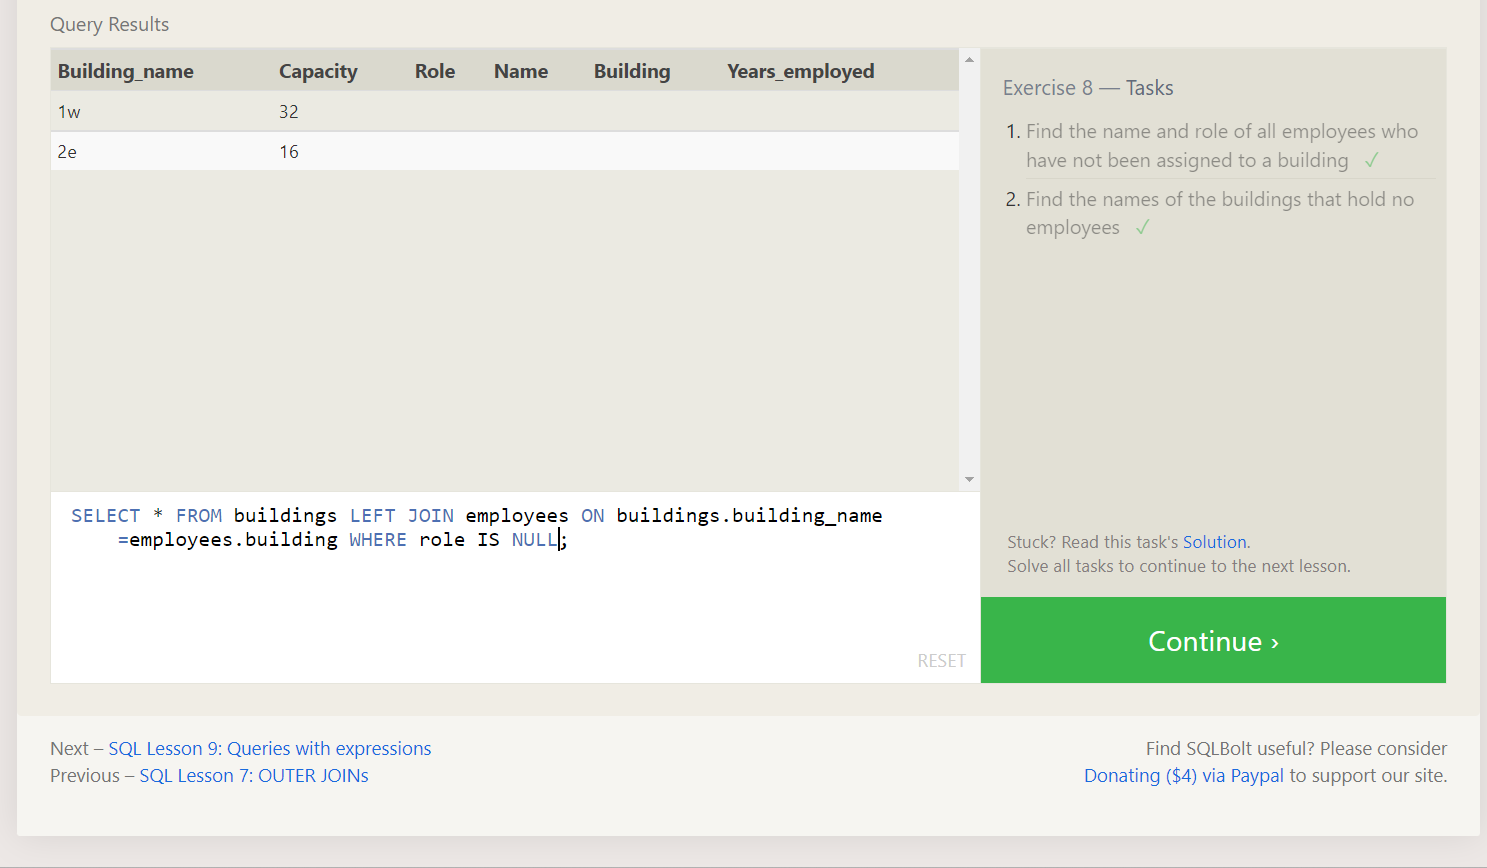 Query Results
Building_name Capacity Role Name Building Years_employed
1w 32
2e 16
SELECT * FROM buildings LEFT JOIN employees ON buildings.building_name
=employees.building WHERE role IS NULL;
RESET
Exercise 8 — Tasks
1. Find the name and role of all employees who
have not been assigned to a building ✓
2. Find the names of the buildings that hold no
employees ✓
Stuck? Read this task's Solution.
Solve all tasks to continue to the next lesson.
Continue ›
Next – SQL Lesson 9: Queries with expressions
Previous – SQL Lesson 7: OUTER JOINs
Find SQLBolt useful? Please consider
Donating ($4) via Paypal to support our site.